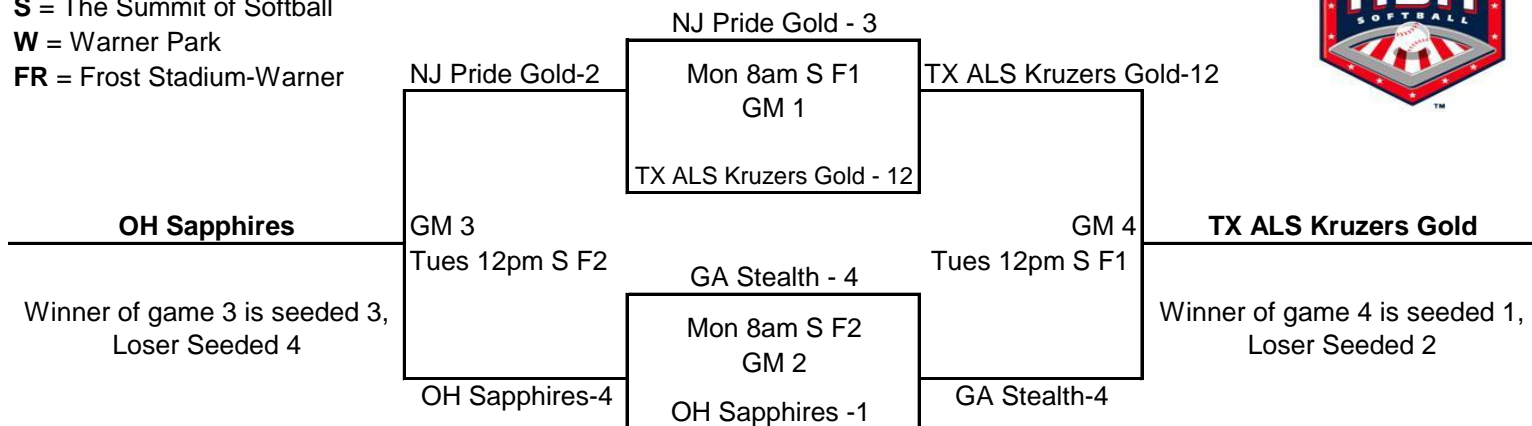 S = The Summit of Softball
W = Warner Park
FR = Frost Stadium-Warner
SOFTBALL
TM
NJ Pride Gold - 3
NJ Pride Gold-2
Mon 8am S F1
GM 1
TX ALS Kruzers Gold-12
TX ALS Kruzers Gold - 12
OH Sapphires
GM 3
Tues 12pm S F2
GM 4
Tues 12pm S F1
TX ALS Kruzers Gold
Winner of game 3 is seeded 3,
Loser Seeded 4
GA Stealth - 4
Mon 8am S F2
GM 2
Winner of game 4 is seeded 1,
Loser Seeded 2
OH Sapphires-4
OH Sapphires -1
GA Stealth-4